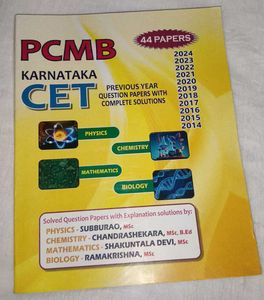 44 PAPERS
PCMB
KARNATAKA
CET
PREVIOUS YEAR
QUESTION PAPERS WITH
COMPLETE SOLUTIONS
2024
2023
2022
2021
2020
2019
2018
2017
2016
2015
2014
PHYSICS
CHEMISTRY
MATHEMATICS
BIOLOGY
Solved Question Papers with Explanation solutions by:
PHYSICS - SUBBURAO, MSc
CHEMISTRY - CHANDRASHEKARA, MSc, B.Ed
MATHEMATICS - SHAKUNTALA DEVI, MSc
BIOLOGY - RAMAKRISHNA, MSc